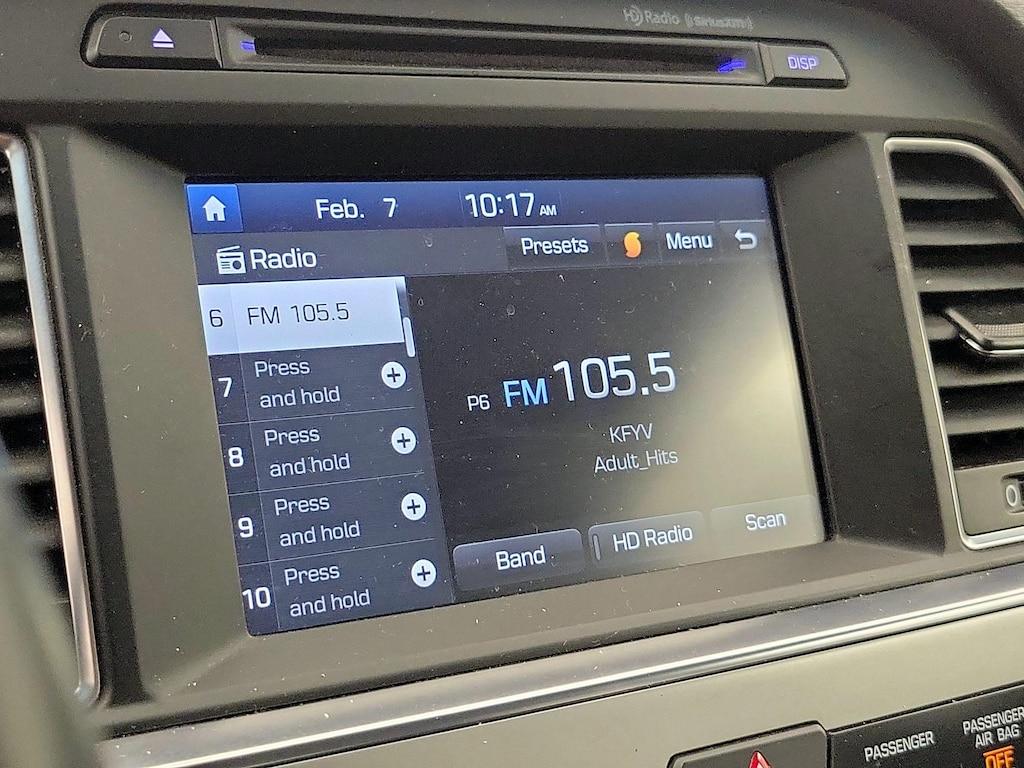 HD Radio (((SiriusXM)))
DISP
Feb. 7 10:17 AM
Radio
Presets Menu
6 FM 105.5
7 Press
and hold
8 Press
and hold
9 Press
and hold
10 Press
and hold
P6 FM 105.5
KFYV
Adult_Hits
Band HD Radio Scan
0
PASSENGER
PASSENGER
AIR BAG
OFF